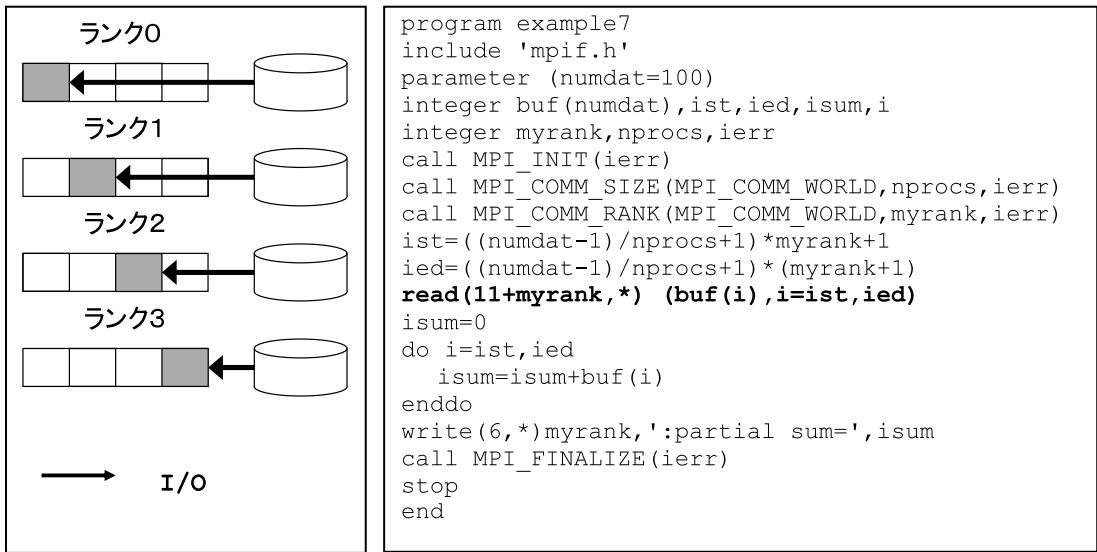 ランク0
ランク1
ランク2
ランク3
I/O
program example7
include 'mpif.h'
parameter (numdat=100)
integer buf(numdat),ist,ied,isum,i
integer myrank,nprocs,ierr
call MPI_INIT(ierr)
call MPI_COMM_SIZE(MPI_COMM_WORLD,nprocs,ierr)
call MPI_COMM_RANK(MPI_COMM_WORLD,myrank,ierr)
ist=((numdat-1)/nprocs+1)*myrank+1
ied=((numdat-1)/nprocs+1)*(myrank+1)
read(11+myrank,*) (buf(i),i=ist,ied)
isum=0
do i=ist,ied
isum=isum+buf(i)
enddo
write(6,*)myrank,':partial sum=',isum
call MPI_FINALIZE(ierr)
stop
end